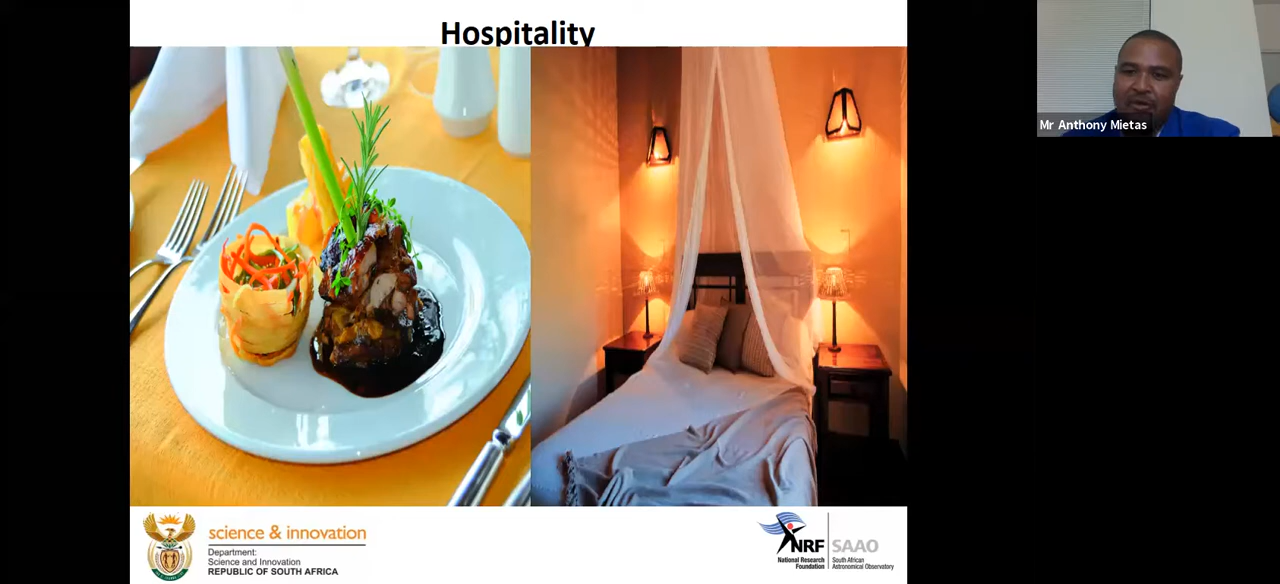 Hospitality
Mr Anthony Mietas
science & innovation
Department:
Science and Innovation
REPUBLIC OF SOUTH AFRICA
NRF
National Research
Foundation
SAAO
South African
Astronomical Observatory